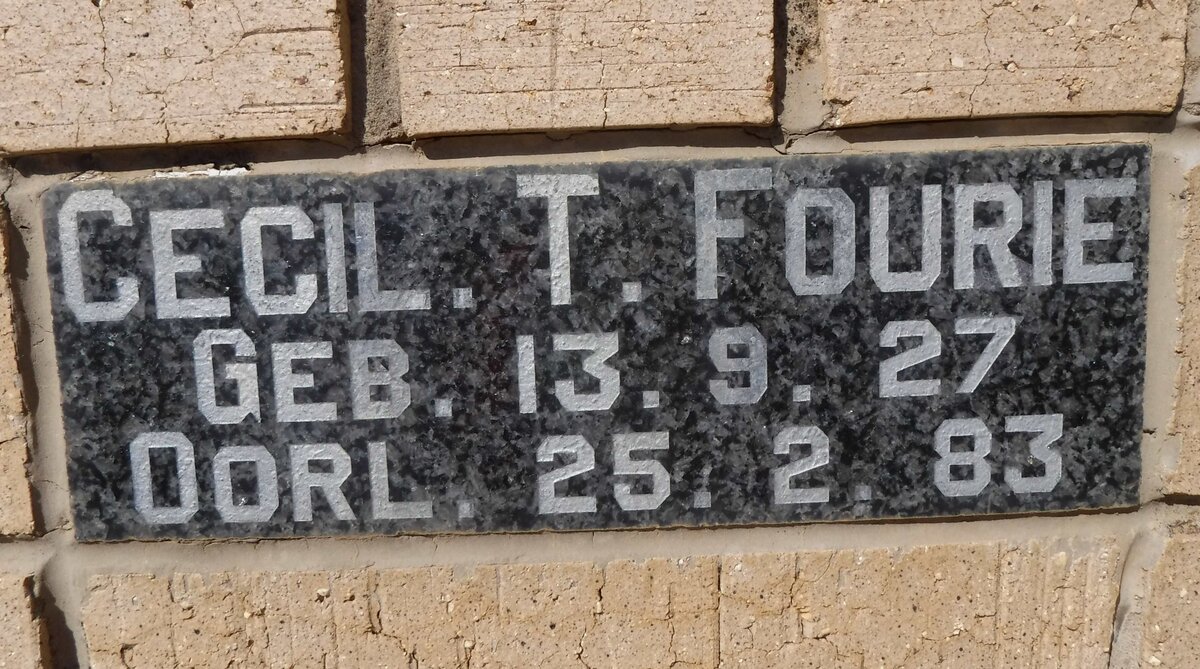 CECIL. T. FOURIE
GEB. 13. 9. 27
OORL. 25. 2. 83